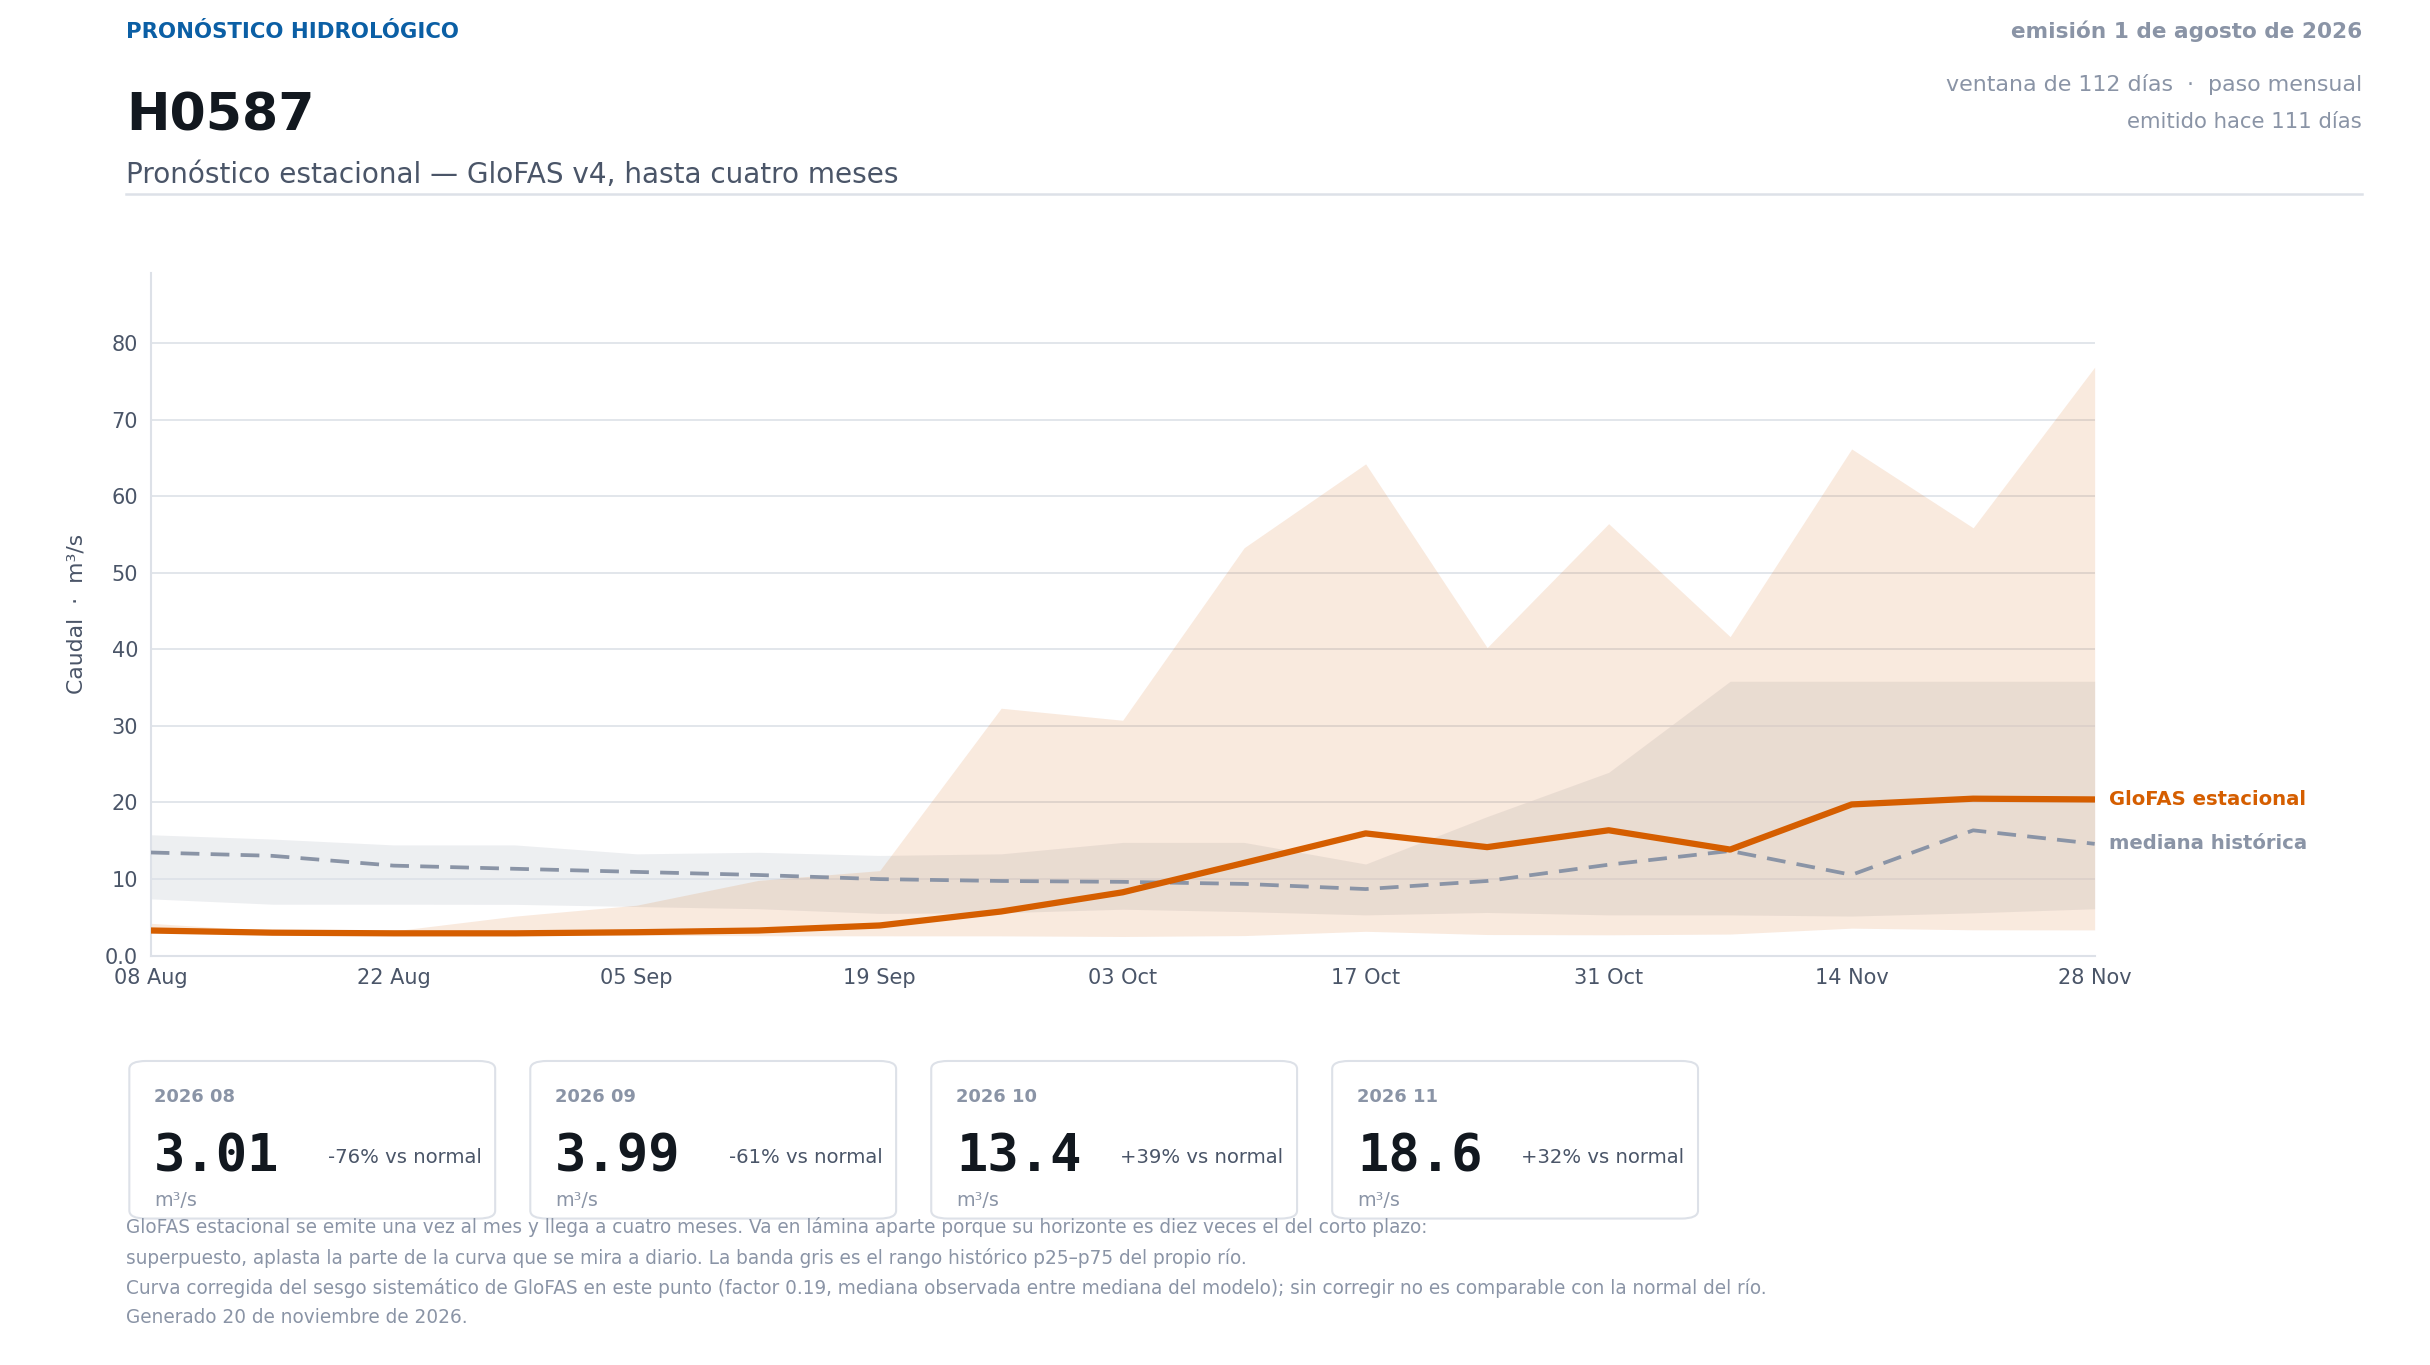 PRONÓSTICO HIDROLÓGICO
emisión 1 de agosto de 2026
H0587
ventana de 112 días · paso mensual
emitido hace 111 días
Pronóstico estacional — GloFAS v4, hasta cuatro meses
Caudal · m³/s
80
70
60
50
40
30
20
10
0.0
08 Aug
22 Aug
05 Sep
19 Sep
03 Oct
17 Oct
31 Oct
14 Nov
28 Nov
GloFAS estacional
mediana histórica
2026 08
3.01
-76% vs normal
m³/s
2026 09
3.99
-61% vs normal
m³/s
2026 10
13.4
+39% vs normal
m³/s
2026 11
18.6
+32% vs normal
m³/s
GloFAS estacional se emite una vez al mes y llega a cuatro meses. Va en lámina aparte porque su horizonte es diez veces el del corto plazo:
superpuesto, aplasta la parte de la curva que se mira a diario. La banda gris es el rango histórico p25–p75 del propio río.
Curva corregida del sesgo sistemático de GloFAS en este punto (factor 0.19, mediana observada entre mediana del modelo); sin corregir no es comparable con la normal del río.
Generado 20 de noviembre de 2026.